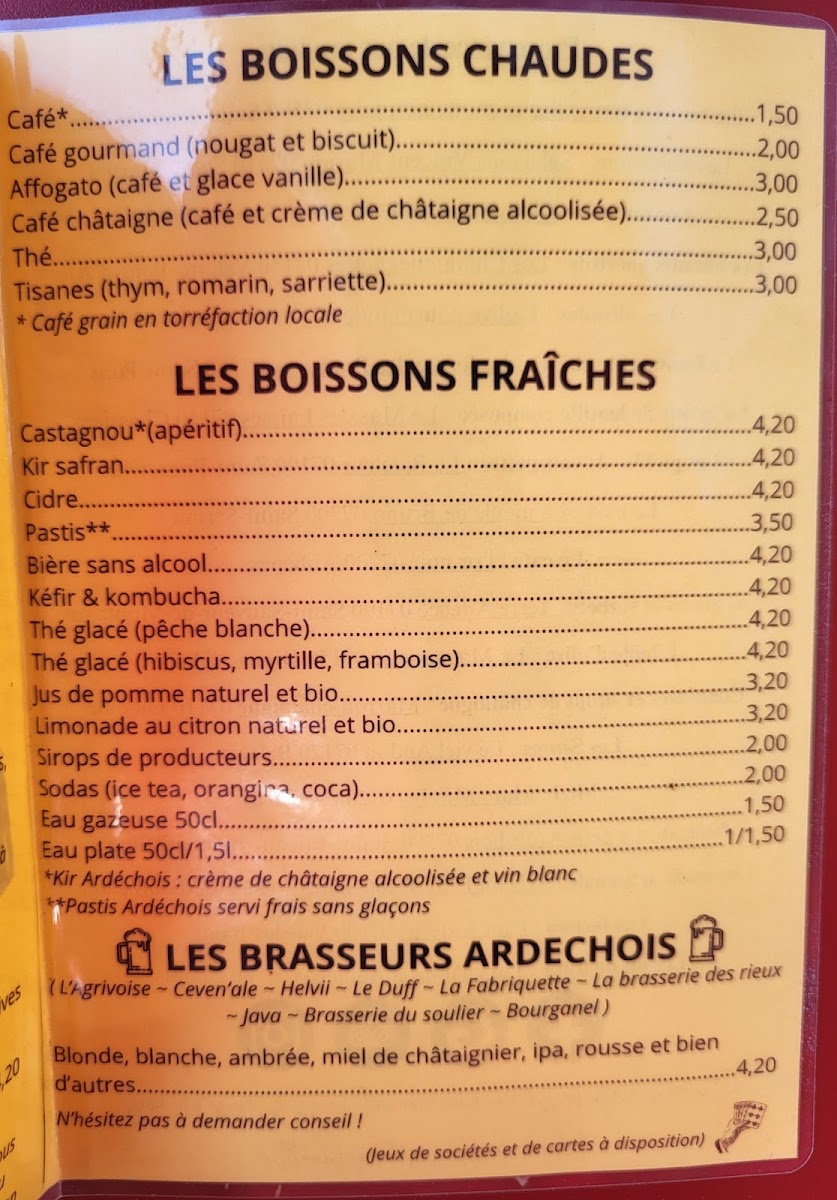 LES BOISSONS CHAUDES
Café*..........1,50
Café gourmand (nougat et biscuit)..........2,00
Affogato (café et glace vanille)..........3,00
Café châtaigne (café et crème de châtaigne alcoolisée)..........2,50
Thé..........3,00
Tisanes (thym, romarin, sarriette)..........3,00
* Café grain en torréfaction locale
LES BOISSONS FRAÎCHES
Castagnou*(apéritif)..........4,20
Kir safran..........4,20
Cidre..........4,20
Pastis**..........3,50
Bière sans alcool..........4,20
Kéfir & kombucha..........4,20
Thé glacé (pêche blanche)..........4,20
Thé glacé (hibiscus, myrtille, framboise)..........4,20
Jus de pomme naturel et bio..........3,20
Limonade au citron naturel et bio..........3,20
Sirops de producteurs..........2,00
Sodas (ice tea, orangina, coca)..........2,00
Eau gazeuse 50cl..........1,50
Eau plate 50cl/1,5l..........1/1,50
*Kir Ardéchois : crème de châtaigne alcoolisée et vin blanc
**Pastis Ardéchois servi frais sans glaçons
LES BRASSEURS ARDECHOIS
( L'Agrivoise ~ Ceven'ale ~ Helvii ~ Le Duff ~ La Fabriquette ~ La brasserie des rieux
~ Java ~ Brasserie du soulier ~ Bourganel )
Blonde, blanche, ambrée, miel de châtaignier, ipa, rousse et bien
d'autres..........4,20
N'hésitez pas à demander conseil !
(Jeux de sociétés et de cartes à disposition)